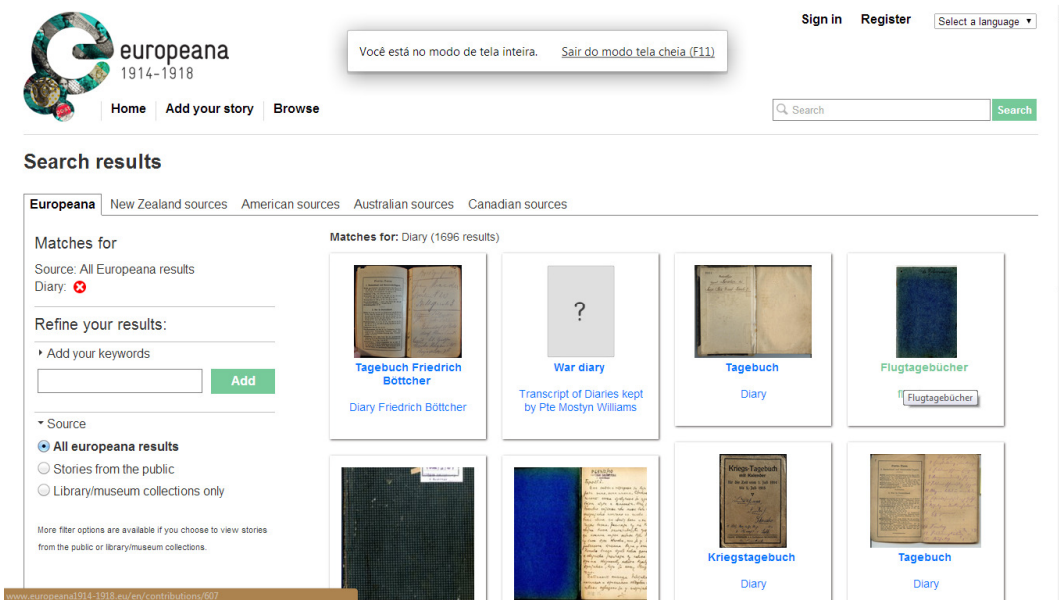 europeana
1914-1918
Você está no modo de tela inteira. Sair do modo tela cheia (F11)
Sign in Register Select a language
Home Add your story Browse
Search Search
Search results
Europeana New Zealand sources American sources Australian sources Canadian sources
Matches for
Source: All Europeana results
Diary:
Refine your results:
Add your keywords
Add
Source
All europeana results
Stories from the public
Library/museum collections only
More filter options are available if you choose to view stories
from the public or library/museum collections.
Matches for: Diary (1696 results)
?
Tagebuch Friedrich
Böttcher
Diary Friedrich Böttcher
War diary
Transcript of Diaries kept
by Pte Mostyn Williams
Tagebuch
Diary
Flugtagebücher
Flugtagebücher
Kriegs-Tagebuch
Kriegstagebuch
Diary
Tagebuch
Diary
www.europeana1914-1918.eu/en/contributions/607